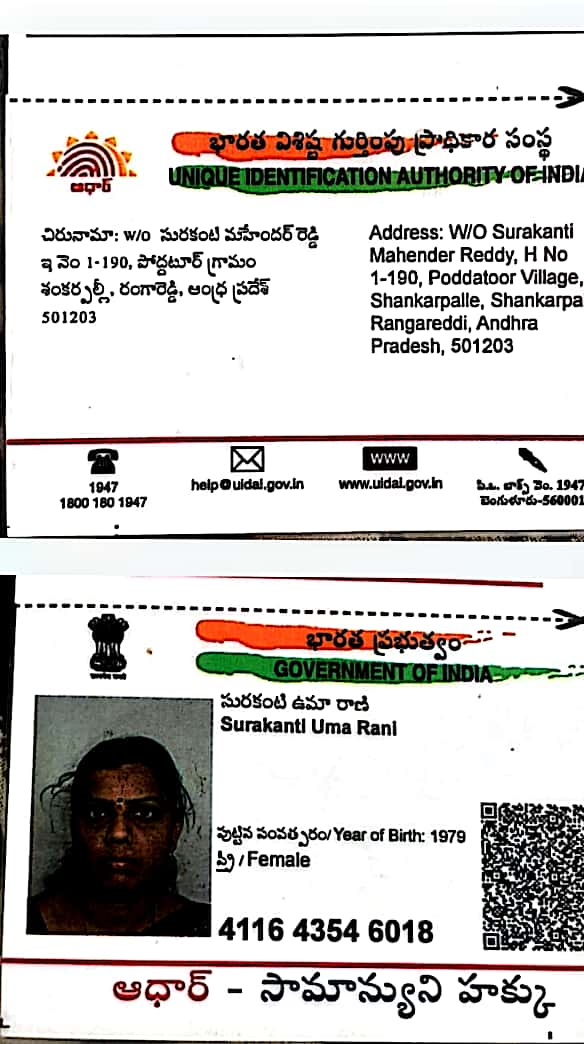 భారత విశిష్ట గుర్తింపు ప్రాధికార సంస్థ
UNIQUE IDENTIFICATION AUTHORITY OF INDIA
ఆధార్
చిరునామా: W/O సురకంటి మహేందర్ రెడ్డి
ఇ నెం 1-190, పోద్దటూర్ గ్రామం
శంకర్పల్లీ, రంగారెడ్డి, ఆంధ్ర ప్రదేశ్
501203
Address: W/O Surakanti
Mahender Reddy, H No
1-190, Poddatoor Village,
Shankarpalle, Shankarpa
Rangareddi, Andhra
Pradesh, 501203
1947
1800 180 1947
help@uidai.gov.in
WWW
www.uidai.gov.in
పి.ఒ. బాక్స్ నెం. 1947
బెంగుళూరు-560001
భారత ప్రభుత్వం
GOVERNMENT OF INDIA
సురకంటి ఉమా రాణి
Surakanti Uma Rani
పుట్టిన సంవత్సరం/Year of Birth: 1979
స్త్రీ / Female
4116 4354 6018
ఆధార్ - సామాన్యుని హక్కు